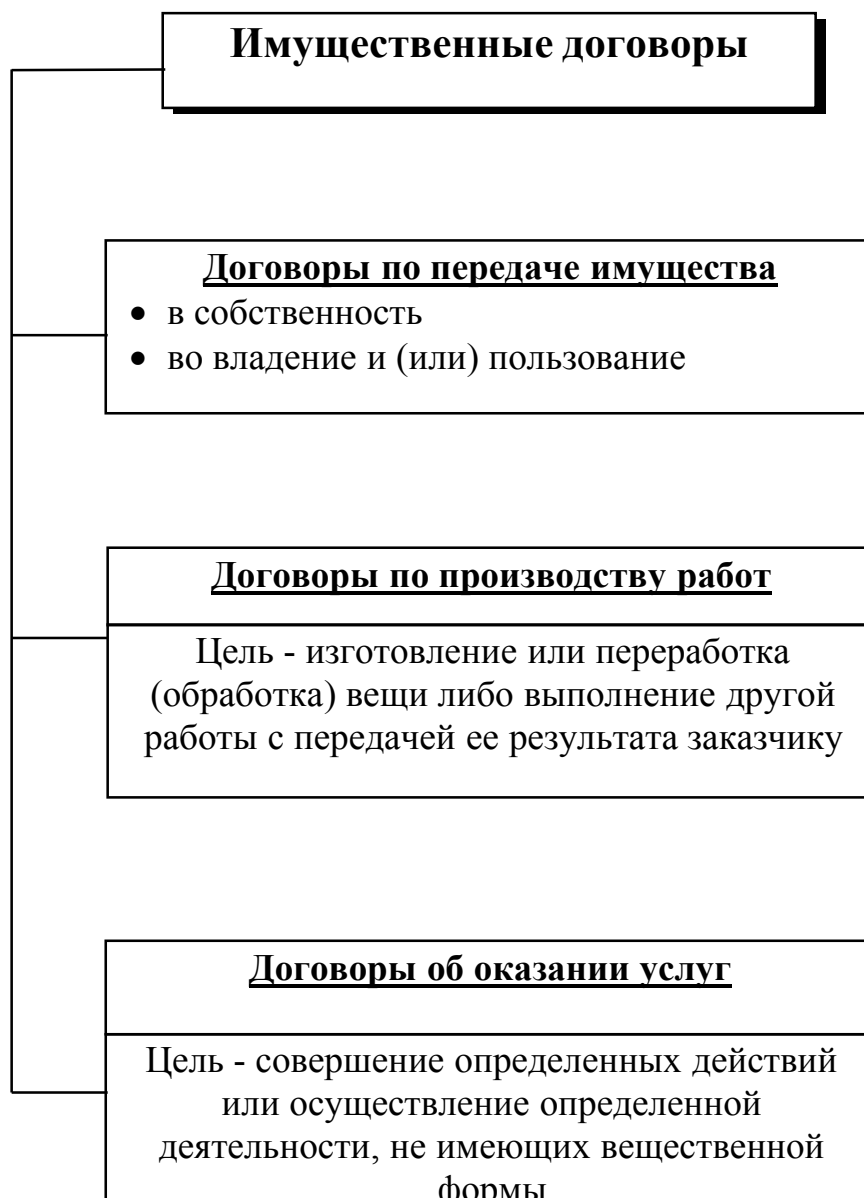 Имущественные договоры
Договоры по передаче имущества
• в собственность
• во владение и (или) пользование
Договоры по производству работ
Цель - изготовление или переработка
(обработка) вещи либо выполнение другой
работы с передачей ее результата заказчику
Договоры об оказании услуг
Цель - совершение определенных действий
или осуществление определенной
деятельности, не имеющих вещественной
формы